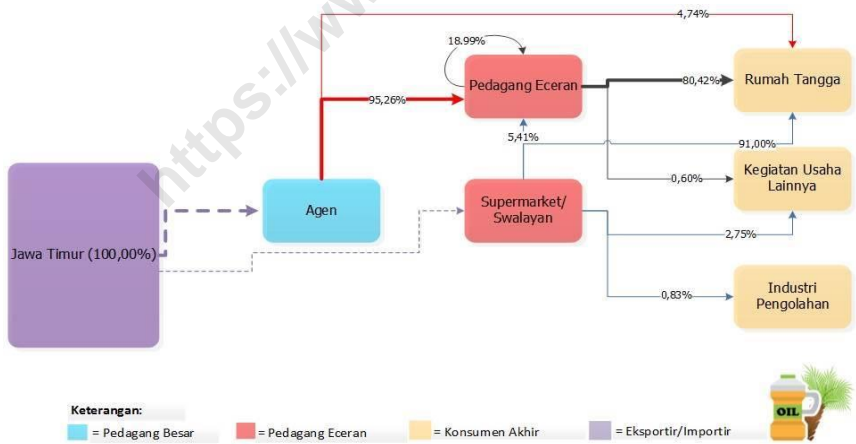 https://w
4,74%
18.99%
Pedagang Eceran
80,42%
Rumah Tangga
95,26%
5,41%
91,00%
Kegiatan Usaha
Lainnya
0,60%
Agen
Supermarket/
Swalayan
Jawa Timur (100,00%)
2,75%
Industri
Pengolahan
0,83%
OIL
Keterangan:
= Pedagang Besar
= Pedagang Eceran
= Konsumen Akhir
= Eksportir/Importir